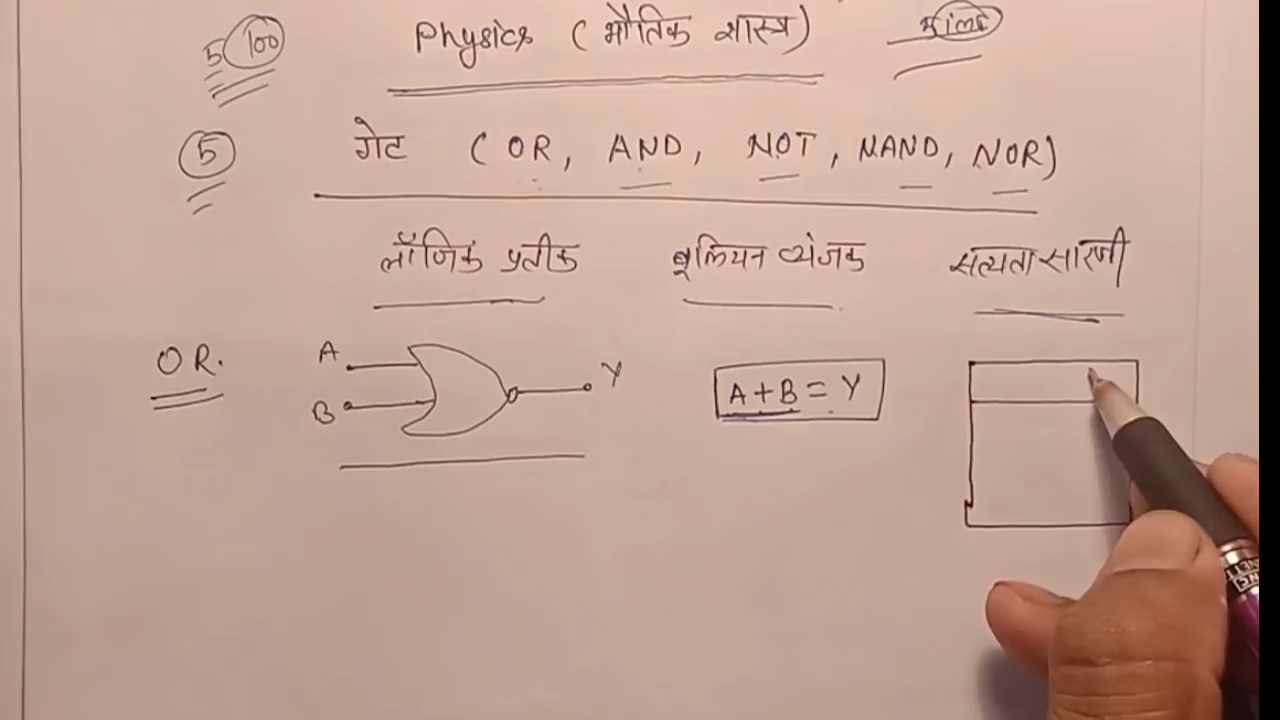 5 100 Physics (भौतिक शास्त्र)
5 गेट (OR, AND, NOT, NAND, NOR)
लॉजिक प्रतीक बूलियन व्यंजक सत्यता सारणी
OR. A B Y A+B = Y